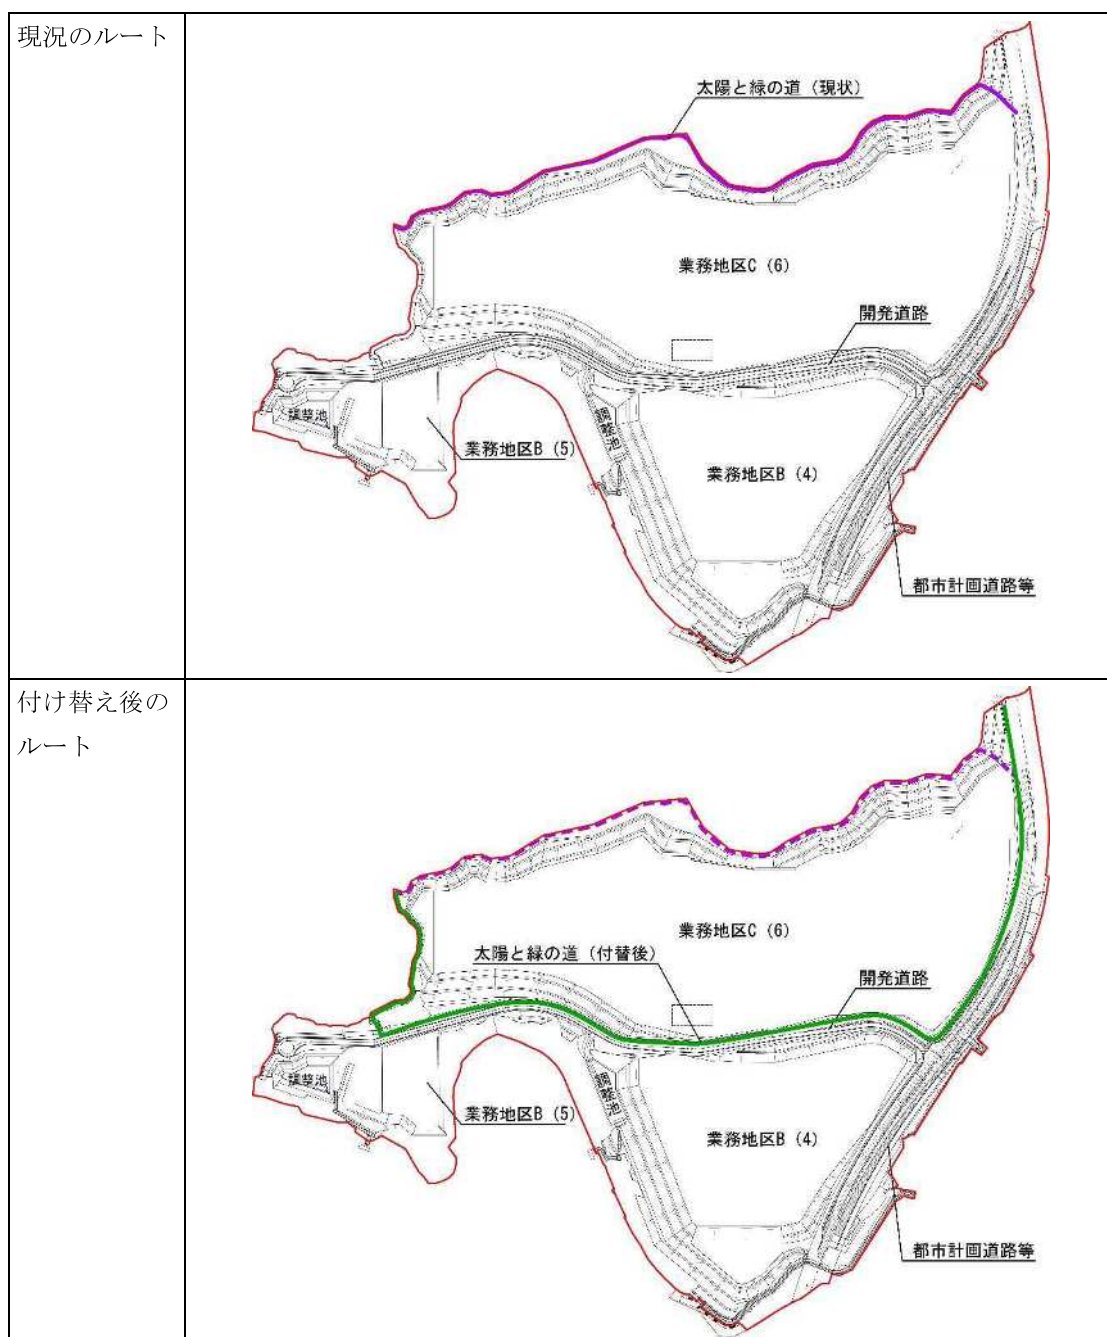 現況のルート
太陽と緑の道（現状）
業務地区C（6）
開発道路
調整池
調整池
業務地区B（5）
業務地区B（4）
都市計画道路等
付け替え後の
ルート
業務地区C（6）
太陽と緑の道（付替後）
開発道路
調整池
調整池
業務地区B（5）
業務地区B（4）
都市計画道路等